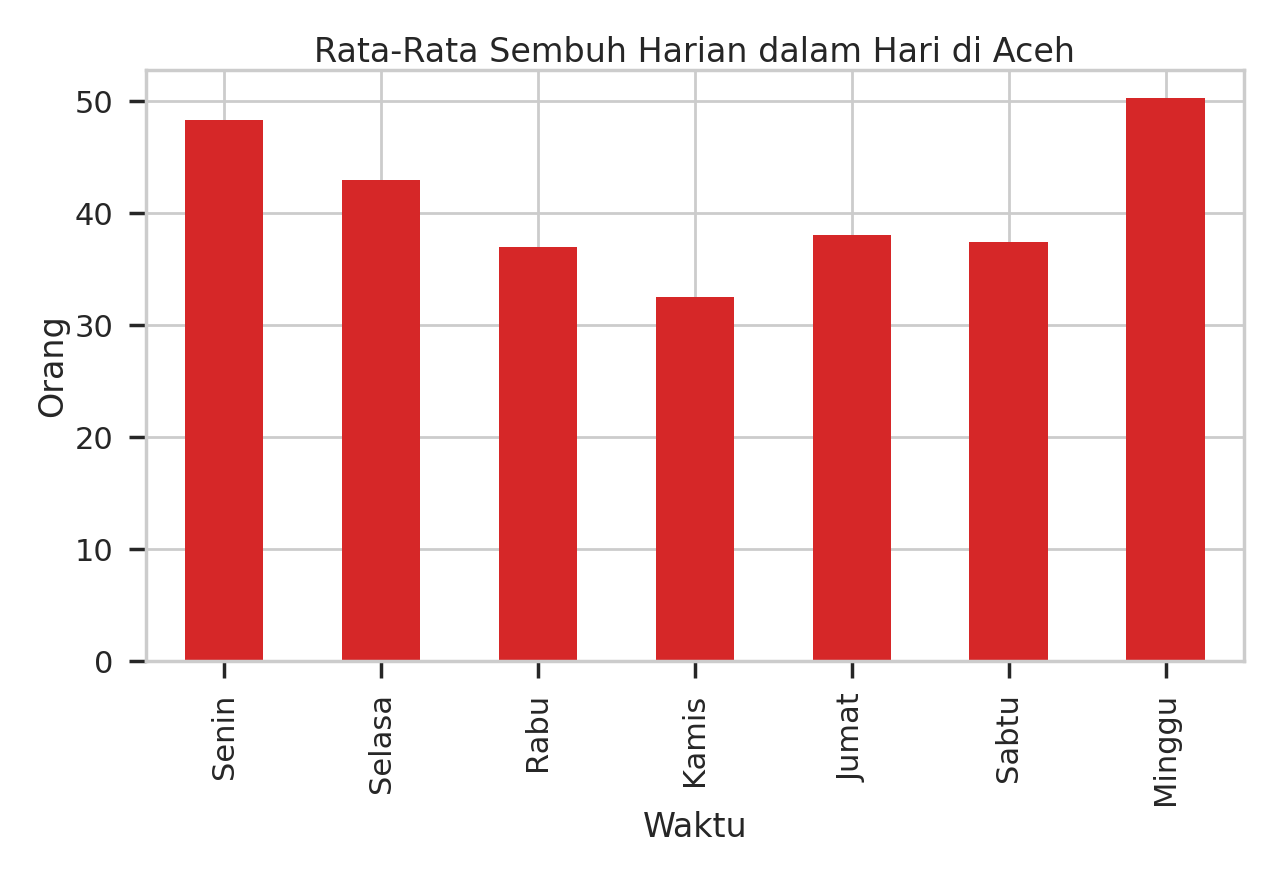 Rata-Rata Sembuh Harian dalam Hari di Aceh
Orang
50
40
30
20
10
0
Senin
Selasa
Rabu
Kamis
Jumat
Sabtu
Minggu
Waktu